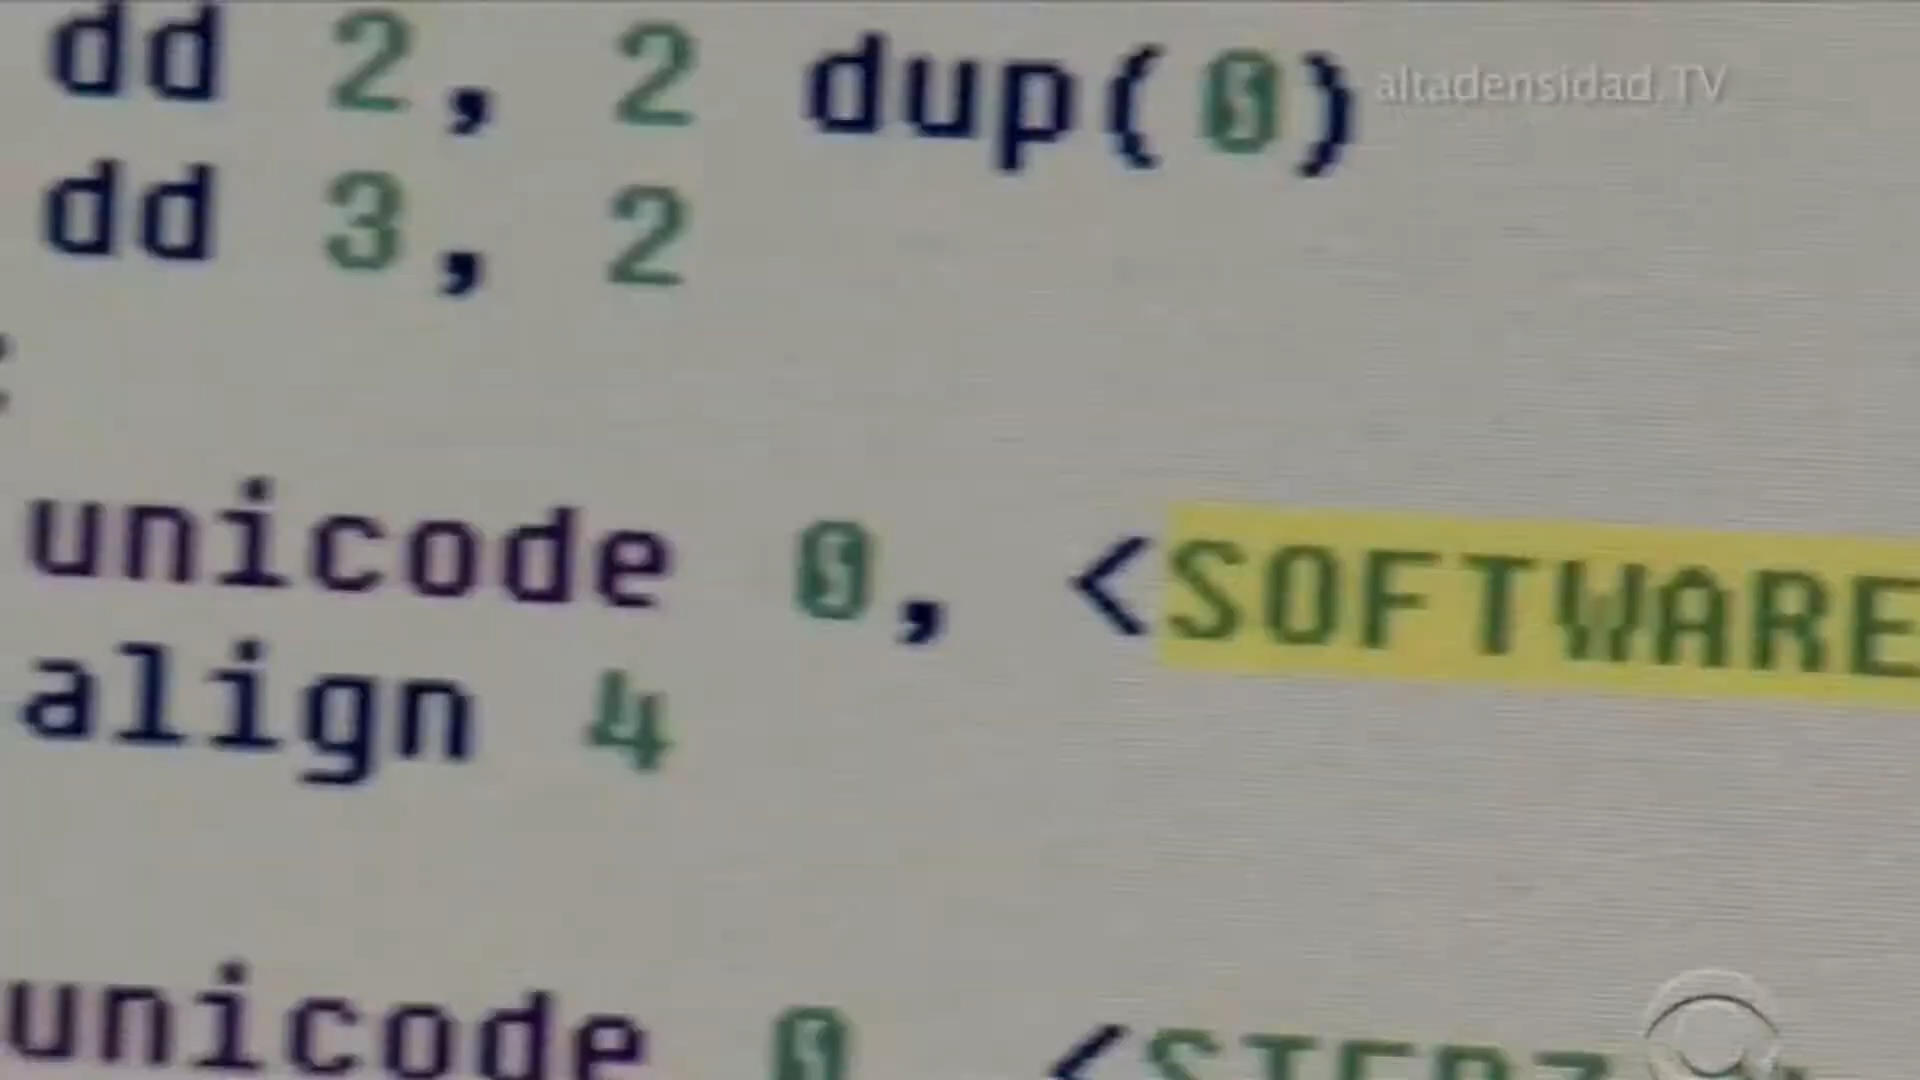 dd 2, 2 dup(0)
altadensidad.TV
dd 3, 2
unicode 0, <SOFTWARE
align 4
unicode 0, <